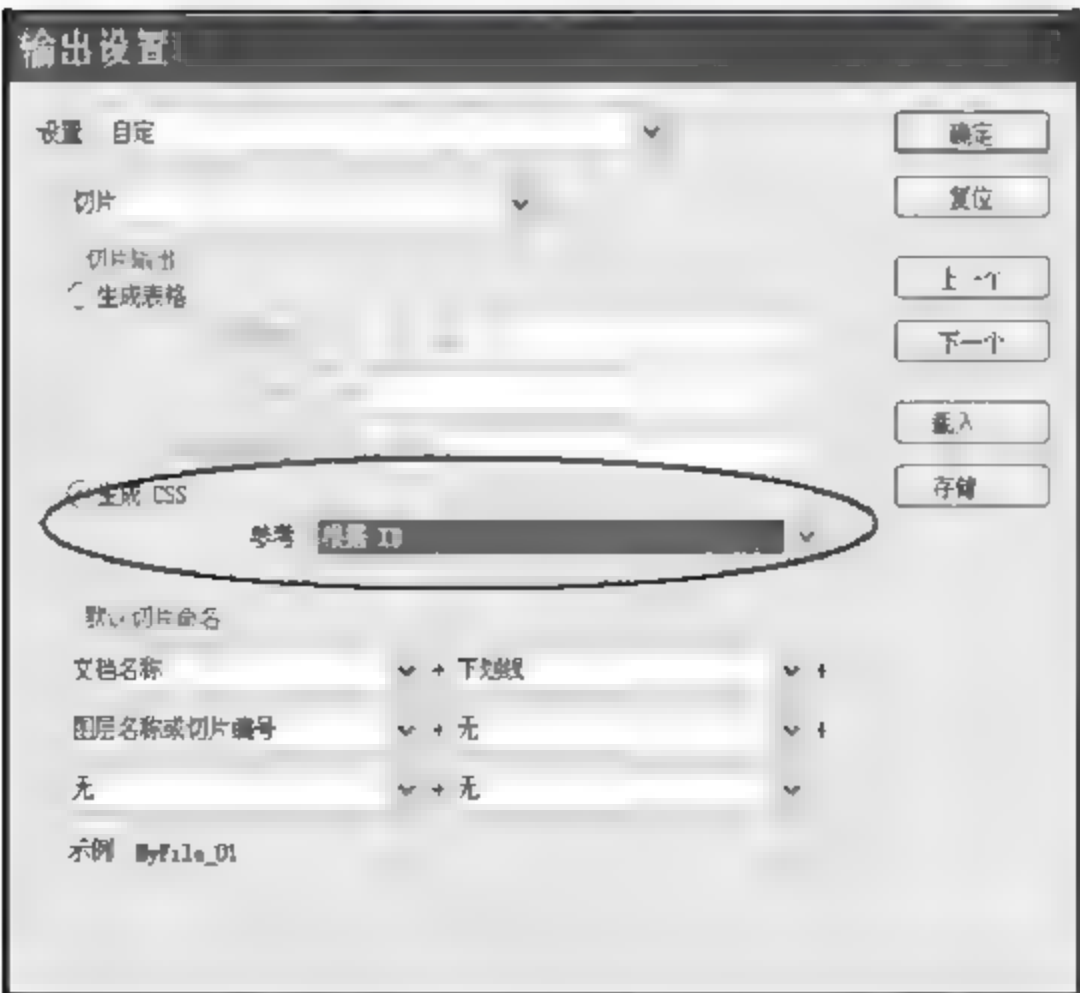 输出设置
设置 自定
确定
切片
复位
切片输出
生成表格
上一个
下一个
载入
生成 CSS
存储
参考 根据 ID
默认切片命名
文档名称 + 下划线 +
图层名称或切片编号 + 无 +
无 + 无
示例 MyFile_01